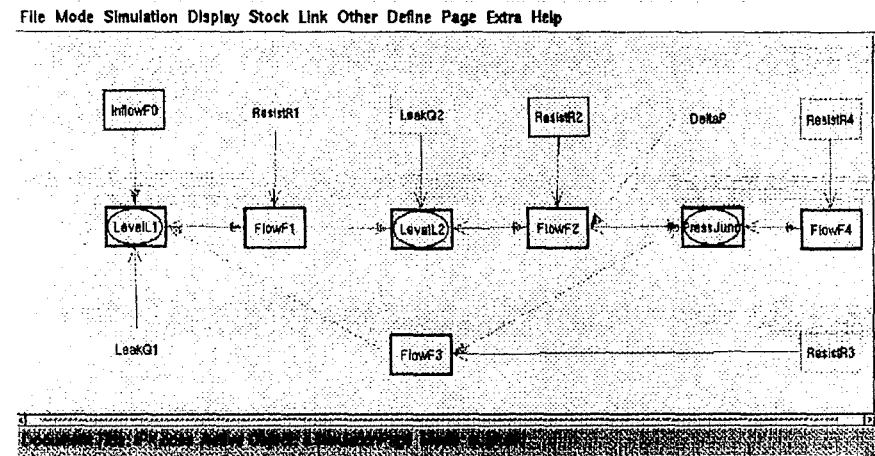 File Mode Simulation Display Stock Link Other Define Page Extra Help
InflowF0 ResistR1 LeakQ2 ResistR2 DeltaP ResistR4
LevelL1 FlowF1 LevelL2 FlowF2 PressJunc FlowF4
LeakQ1 FlowF3 ResistR3